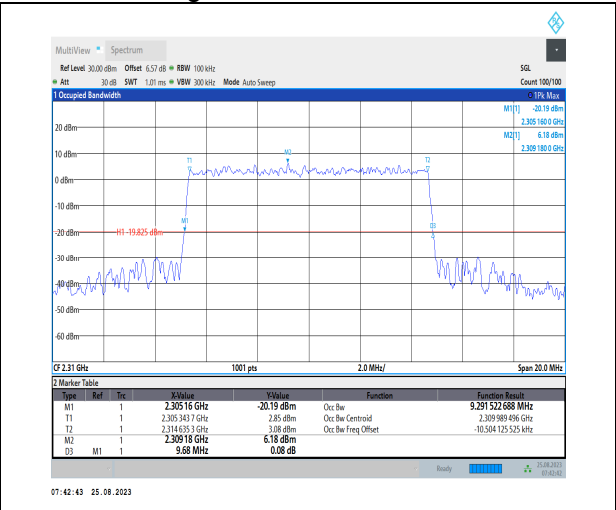 MultiView Spectrum
Ref Level 30.00 dBm Offset 6.57 dB RBW 100 kHz SGL
Att 30 dB SWT 1.01 ms VBW 300 kHz Mode Auto Sweep Count 100/100
1 Occupied Bandwidth 1Pk Max
M1[1] -20.19 dBm
2.305 160 0 GHz
M2[1] 6.18 dBm
2.309 180 0 GHz
20 dBm
10 dBm
M2
T1
T2
0 dBm
-10 dBm
M1
D3
-20 dBm
H1 -19.825 dBm
-30 dBm
-40 dBm
-50 dBm
-60 dBm
CF 2.31 GHz 1001 pts 2.0 MHz/ Span 20.0 MHz
2 Marker Table
Type Ref Trc X-Value Y-Value Function Function Result
M1 1 2.30516 GHz -20.19 dBm Occ Bw 9.291 522 688 MHz
T1 1 2.305 343 7 GHz 2.85 dBm Occ Bw Centroid 2.309 989 496 GHz
T2 1 2.314 635 3 GHz 3.08 dBm Occ Bw Freq Offset -10.504 125 525 kHz
M2 1 2.30918 GHz 6.18 dBm
D3 M1 1 9.68 MHz 0.08 dB
Ready 25.08.2023
07:42:42
07:42:43 25.08.2023